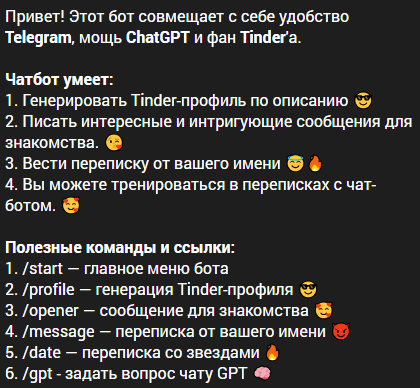 Привет! Этот бот совмещает с себе удобство
Telegram, мощь ChatGPT и фан Tinder'а.
Чатбот умеет:
1. Генерировать Tinder-профиль по описанию 😎
2. Писать интересные и интригующие сообщения для
знакомства. 😘
3. Вести переписку от вашего имени 😇🔥
4. Вы можете тренироваться в переписках с чат-
ботом. 🥰
Полезные команды и ссылки:
1. /start — главное меню бота
2. /profile — генерация Tinder-профиля 😎
3. /opener — сообщение для знакомства 🥰
4. /message — переписка от вашего имени 😈
5. /date — переписка со звездами 🔥
6. /gpt - задать вопрос чату GPT 🧠